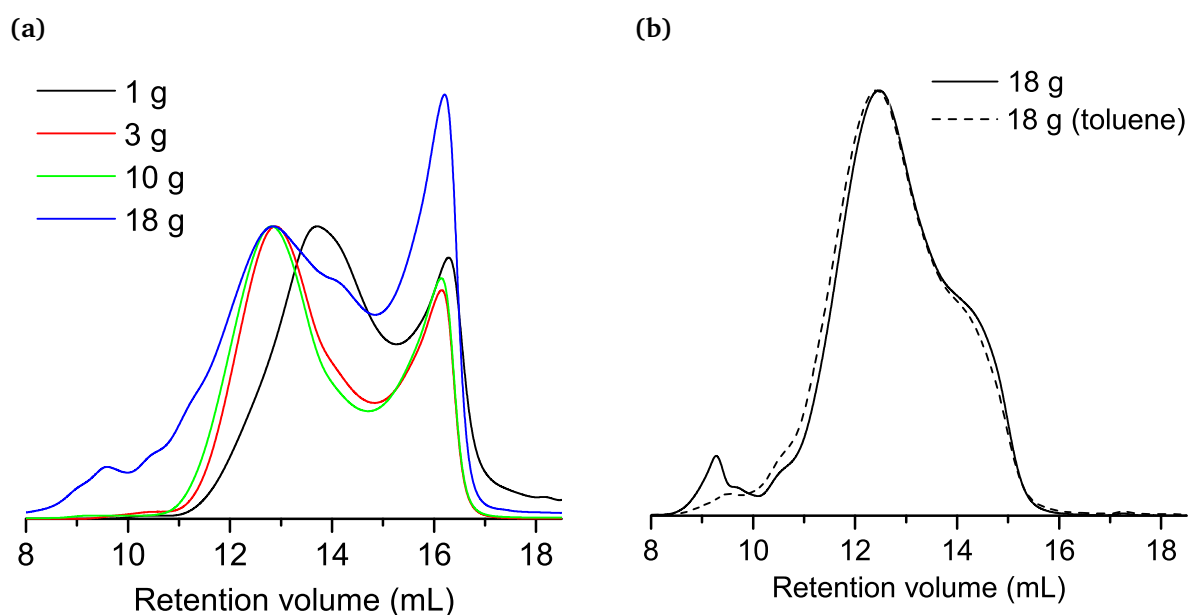 (a)
1 g
3 g
10 g
18 g
8 10 12 14 16 18
Retention volume (mL)
(b)
18 g
18 g (toluene)
8 10 12 14 16 18
Retention volume (mL)